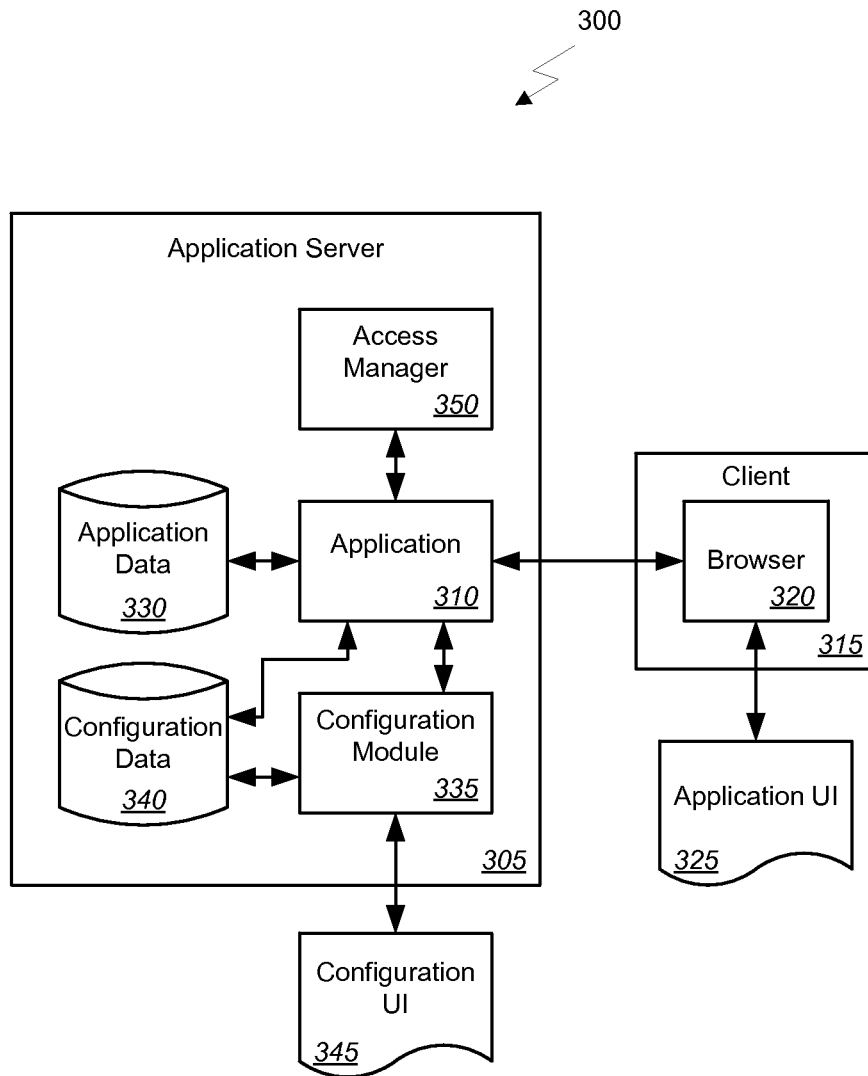 300
Application Server
Access
Manager
350
Application
Data
330
Application
310
Client
Browser
320
315
Configuration
Data
340
Configuration
Module
335
305
Application UI
325
Configuration
UI
345